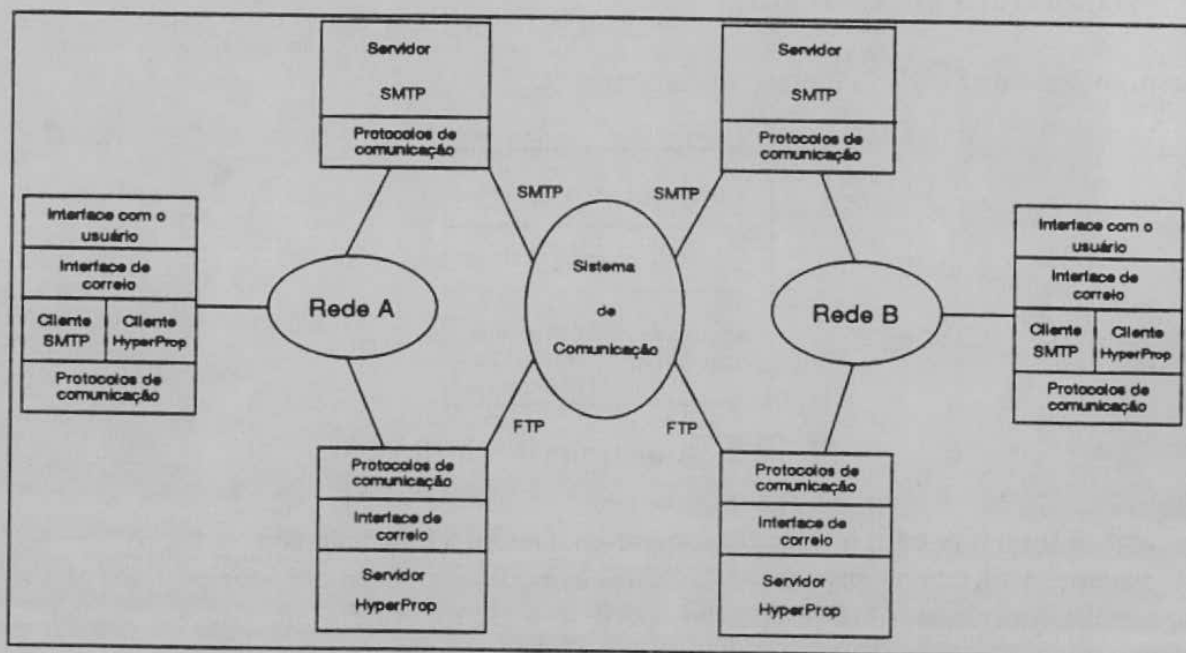 Servidor
SMTP
Protocolos de
comunicação
Servidor
SMTP
Protocolos de
comunicação
SMTP
SMTP
Interface com o
usuário
Interface de
correio
Cliente
SMTP
Cliente
HyperProp
Protocolos de
comunicação
Rede A
Sistema
de
Comunicação
Rede B
Interface com o
usuário
Interface de
correio
Cliente
SMTP
Cliente
HyperProp
Protocolos de
comunicação
FTP
FTP
Protocolos de
comunicação
Interface de
correio
Servidor
HyperProp
Protocolos de
comunicação
Interface de
correio
Servidor
HyperProp